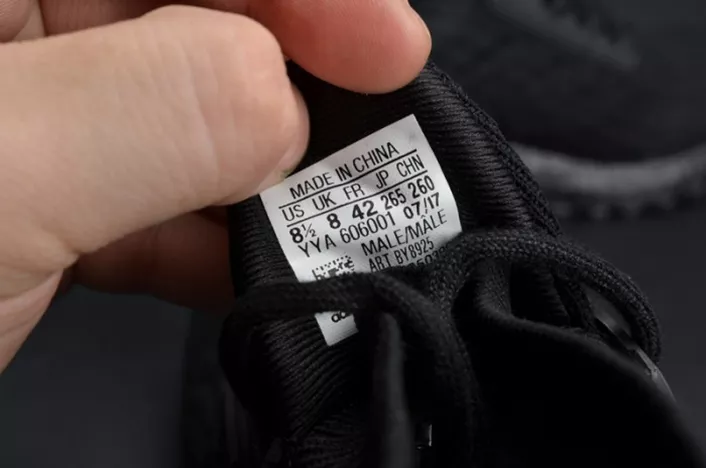 MADE IN CHINA
US UK FR JP CHN
8½ 8 42 265 260
YYA 606001 07/17
MALE/MÂLE
ART BY8925